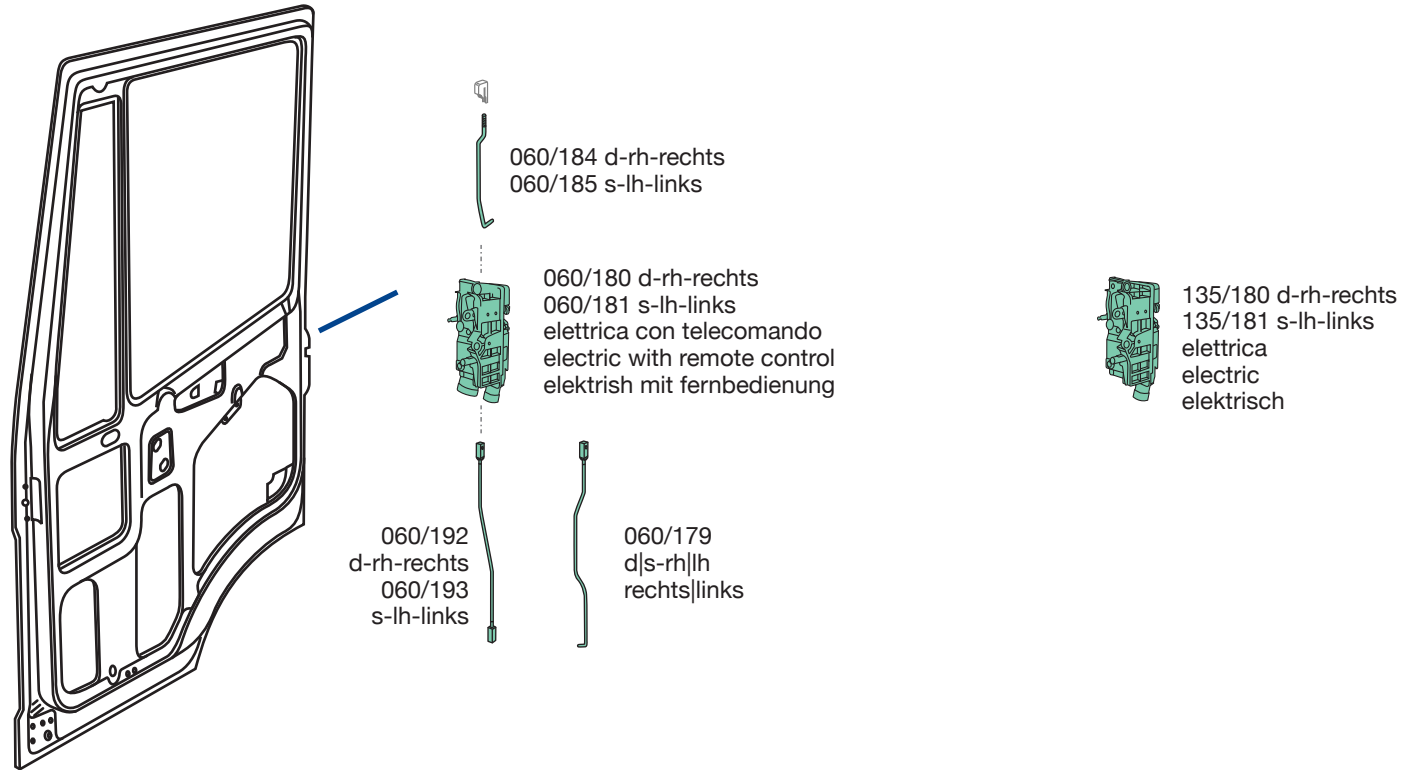 060/184 d-rh-rechts
060/185 s-lh-links
060/180 d-rh-rechts
060/181 s-lh-links
elettrica con telecomando
electric with remote control
elektrish mit fernbedienung
135/180 d-rh-rechts
135/181 s-lh-links
elettrica
electric
elektrisch
060/192
d-rh-rechts
060/193
s-lh-links
060/179
d|s-rh|lh
rechts|links